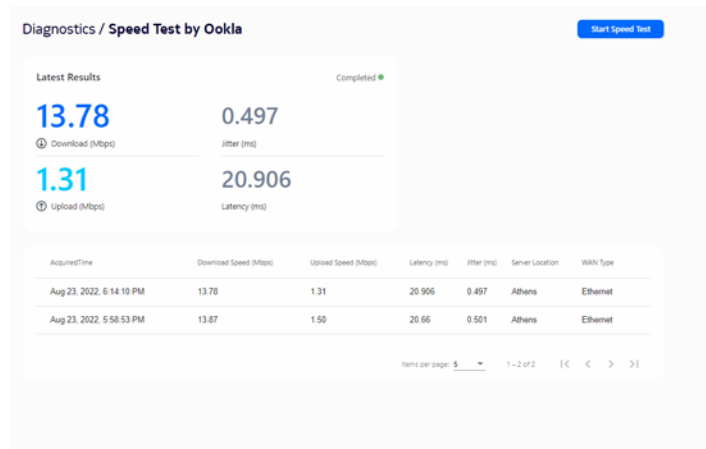 Diagnostics / Speed Test by Ookla
Start Speed Test
Latest Results
Completed
13.78
0.497
Download (Mbps)
Jitter (ms)
1.31
20.906
Upload (Mbps)
Latency (ms)
AcquiredTime Download Speed (Mbps) Upload Speed (Mbps) Latency (ms) Jitter (ms) Server Location WAN Type
Aug 23, 2022, 6:14:10 PM 13.78 1.31 20.906 0.497 Athens Ethernet
Aug 23, 2022, 5:58:53 PM 13.87 1.50 20.66 0.501 Athens Ethernet
Items per page: 5 1 – 2 of 2